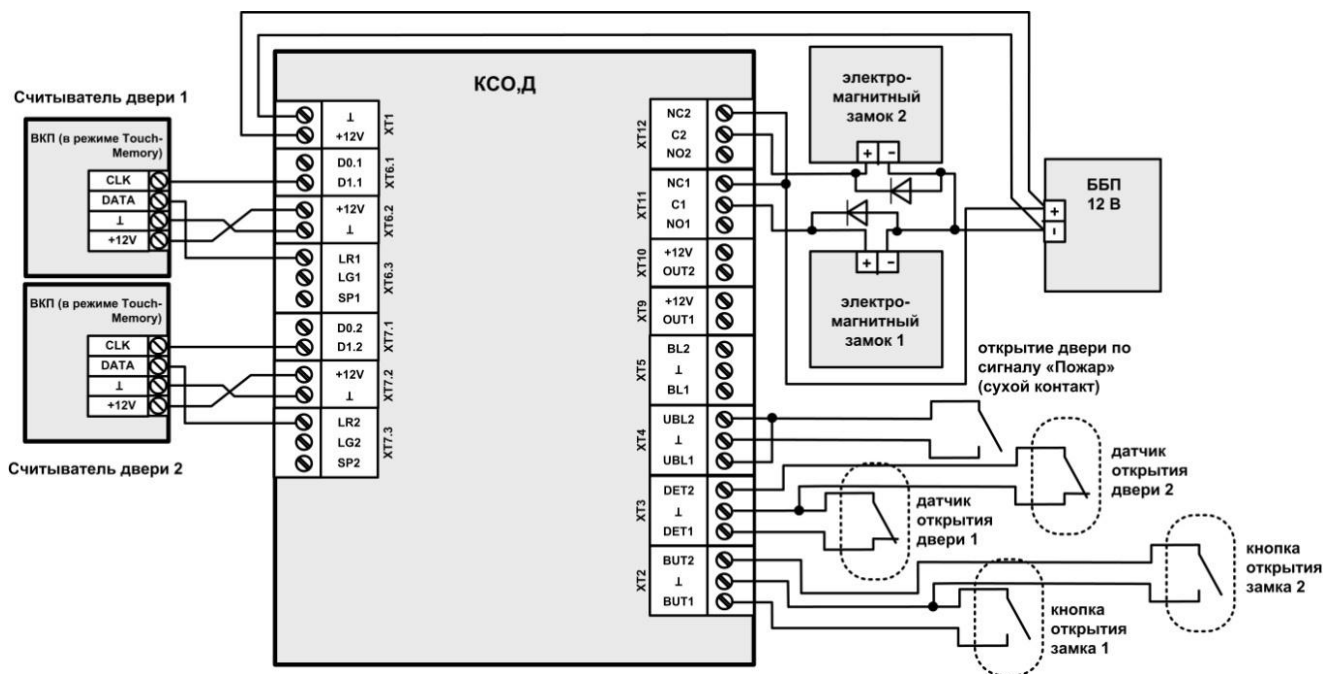 КСО,Д
Считыватель двери 1
ВКП (в режиме Touch-
Memory)
CLK
DATA
⊥
+12V
ВКП (в режиме Touch-
Memory)
CLK
DATA
⊥
+12V
Считыватель двери 2
⊥
+12V
XT1
D0.1
D1.1
XT6.1
+12V
⊥
XT6.2
LR1
LG1
SP1
XT6.3
D0.2
D1.2
XT7.1
+12V
⊥
XT7.2
LR2
LG2
SP2
XT7.3
XT12
NC2
C2
NO2
XT11
NC1
C1
NO1
XT10
+12V
OUT2
XT9
+12V
OUT1
XT5
BL2
⊥
BL1
XT4
UBL2
⊥
UBL1
XT3
DET2
⊥
DET1
XT2
BUT2
⊥
BUT1
электро-
магнитный
замок 2
+ −
+ −
электро-
магнитный
замок 1
ББП
12 В
+
-
открытие двери по
сигналу «Пожар»
(сухой контакт)
датчик
открытия
двери 2
датчик
открытия
двери 1
кнопка
открытия
замка 2
кнопка
открытия
замка 1